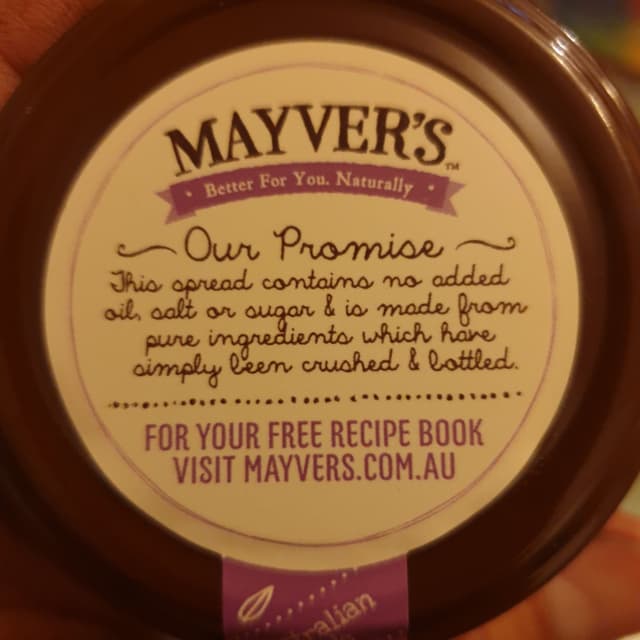 MAYVER'S™
Better For You. Naturally
Our Promise
This spread contains no added
oil, salt or sugar & is made from
pure ingredients which have
simply been crushed & bottled.
FOR YOUR FREE RECIPE BOOK
VISIT MAYVERS.COM.AU